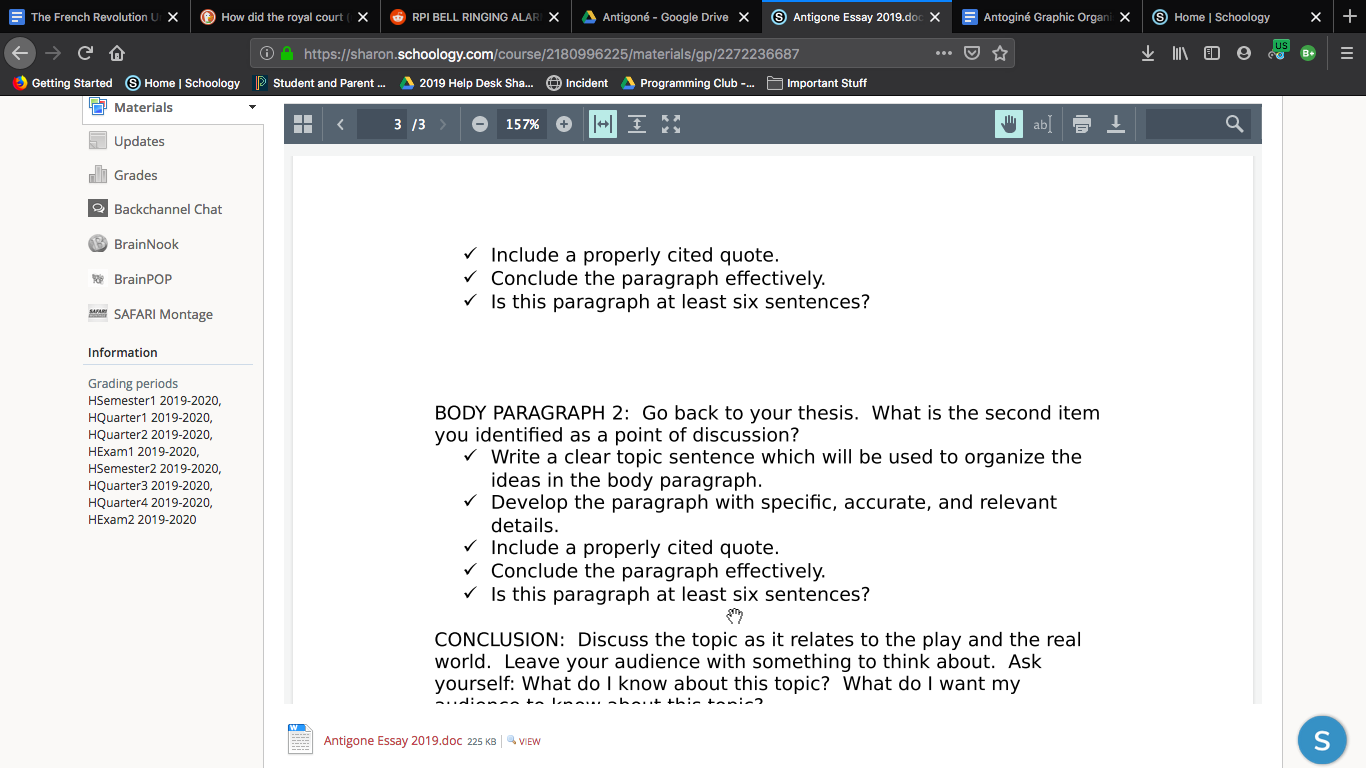 The French Revolution U
How did the royal court (
RPI BELL RINGING ALAR
Antigoné - Google Drive
Antigone Essay 2019.doc
Antoginé Graphic Organi
Home | Schoology
https://sharon.schoology.com/course/2180996225/materials/gp/2272236687
US
B+
Getting Started
Home | Schoology
Student and Parent ...
2019 Help Desk Sha...
Incident
Programming Club -...
Important Stuff
Materials
Updates
Grades
Backchannel Chat
BrainNook
BrainPOP
SAFARI Montage
Information
Grading periods
HSemester1 2019-2020,
HQuarter1 2019-2020,
HQuarter2 2019-2020,
HExam1 2019-2020,
HSemester2 2019-2020,
HQuarter3 2019-2020,
HQuarter4 2019-2020,
HExam2 2019-2020
3 /3
157%
ab
✓ Include a properly cited quote.
✓ Conclude the paragraph effectively.
✓ Is this paragraph at least six sentences?
BODY PARAGRAPH 2: Go back to your thesis. What is the second item
you identified as a point of discussion?
✓ Write a clear topic sentence which will be used to organize the
ideas in the body paragraph.
✓ Develop the paragraph with specific, accurate, and relevant
details.
✓ Include a properly cited quote.
✓ Conclude the paragraph effectively.
✓ Is this paragraph at least six sentences?
CONCLUSION: Discuss the topic as it relates to the play and the real
world. Leave your audience with something to think about. Ask
yourself: What do I know about this topic? What do I want my
audience to know about this topic?
Antigone Essay 2019.doc 225 KB VIEW
S